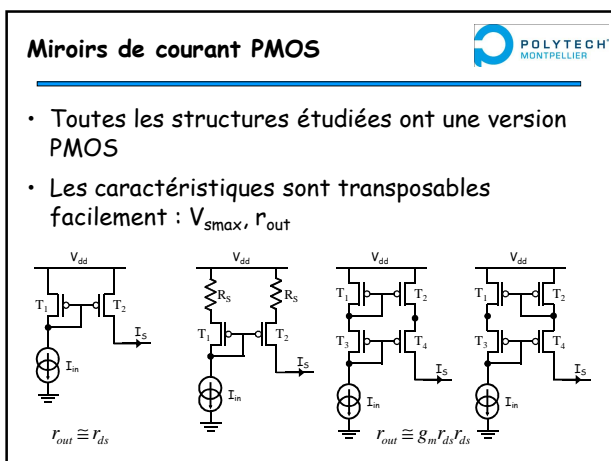 Miroirs de courant PMOS
POLYTECH®
MONTPELLIER
• Toutes les structures étudiées ont une version
PMOS
• Les caractéristiques sont transposables
facilement : Vsmax, rout
Vdd
T1
T2
IS
Iin
rout ≅ rds
Vdd
RS
RS
T1
T2
IS
Iin
Vdd
T1
T2
T3
T4
IS
Iin
Vdd
T1
T2
T3
T4
IS
Iin
rout ≅ gmrdsrds